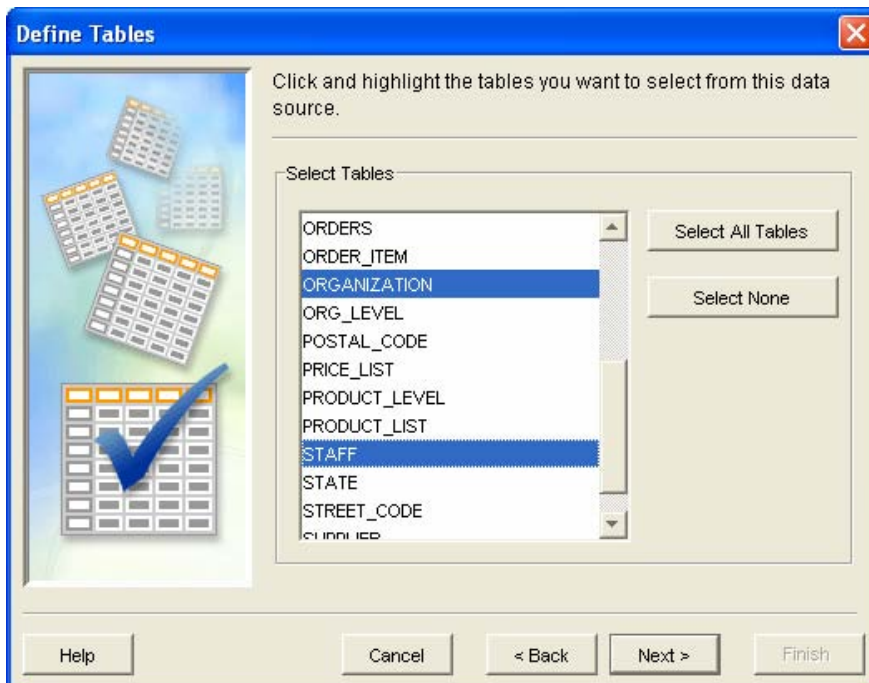 Define Tables
Click and highlight the tables you want to select from this data
source.
Select Tables
ORDERS
ORDER_ITEM
ORGANIZATION
ORG_LEVEL
POSTAL_CODE
PRICE_LIST
PRODUCT_LEVEL
PRODUCT_LIST
STAFF
STATE
STREET_CODE
SUPPLIER
Select All Tables
Select None
Help
Cancel
< Back
Next >
Finish